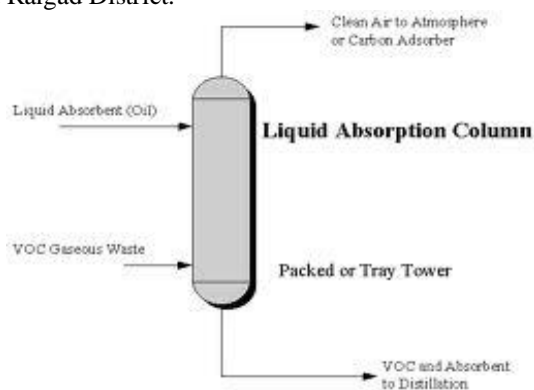 Raigad District.
Clean Air to Atmosphere
or Carbon Adsorber
Liquid Absorbent (Oil)
Liquid Absorption Column
VOC Gaseous Waste
Packed or Tray Tower
VOC and Absorbent
to Distillation